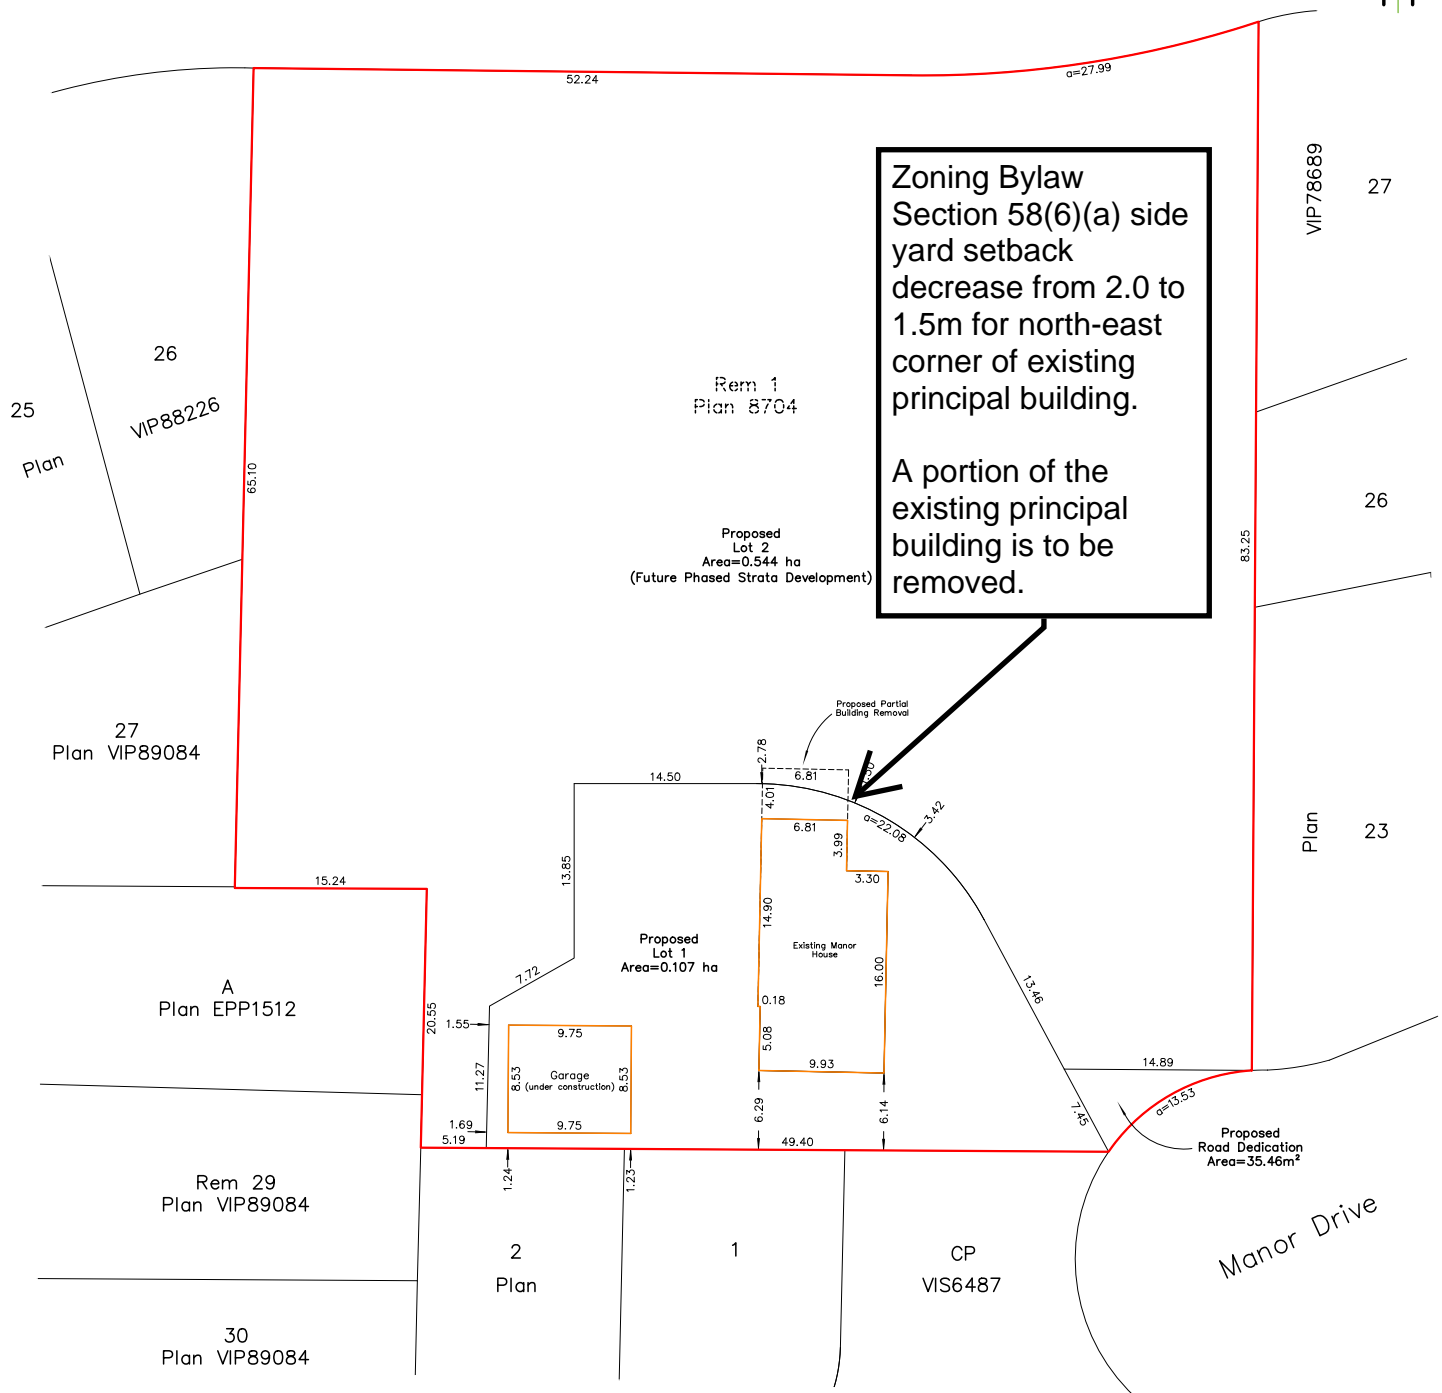 52.24
a=27.99
Zoning Bylaw
Section 58(6)(a) side
yard setback
decrease from 2.0 to
1.5m for north-east
corner of existing
principal building.
A portion of the
existing principal
building is to be
removed.
VIP78689
27
26
VIP88226
25
Plan
Rem 1
Plan 8704
65.10
26
83.25
Proposed
Lot 2
Area=0.544 ha
(Future Phased Strata Development)
27
Plan VIP89084
Proposed Partial
Building Removal
2.78
6.81
14.50
4.01
3.42
a=22.08
6.81
3.99
3.30
Plan
23
13.85
15.24
14.90
Proposed
Lot 1
Area=0.107 ha
Existing Manor
House
16.00
7.72
13.46
A
Plan EPP1512
20.55
1.55
0.18
9.75
5.08
9.93
14.89
11.27
8.53
Garage
(under construction)
8.53
a=13.53
1.69
5.19
9.75
6.29
6.14
7.45
49.40
Proposed
Road Dedication
Area=35.46m²
1.24
1.23
Rem 29
Plan VIP89084
2
Plan
1
CP
VIS6487
Manor Drive
30
Plan VIP89084